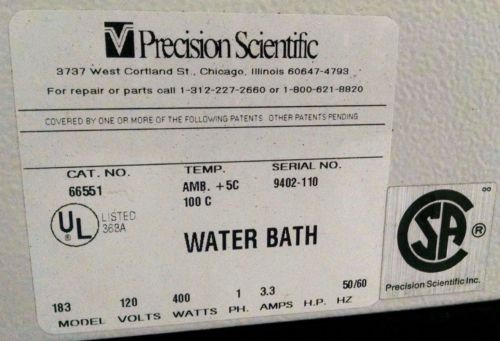 Precision Scientific
3737 West Cortland St., Chicago, Illinois 60647-4793
For repair or parts call 1-312-227-2660 or 1-800-621-8820
COVERED BY ONE OR MORE OF THE FOLLOWING PATENTS OTHER PATENTS PENDING
CAT. NO. TEMP. SERIAL NO.
66551 AMB. +5C 9402-110
100 C
UL ® LISTED
368A
WATER BATH
CSA ®
Precision Scientific Inc.
183 120 400 1 3.3 50/60
MODEL VOLTS WATTS PH. AMPS H.P. HZ